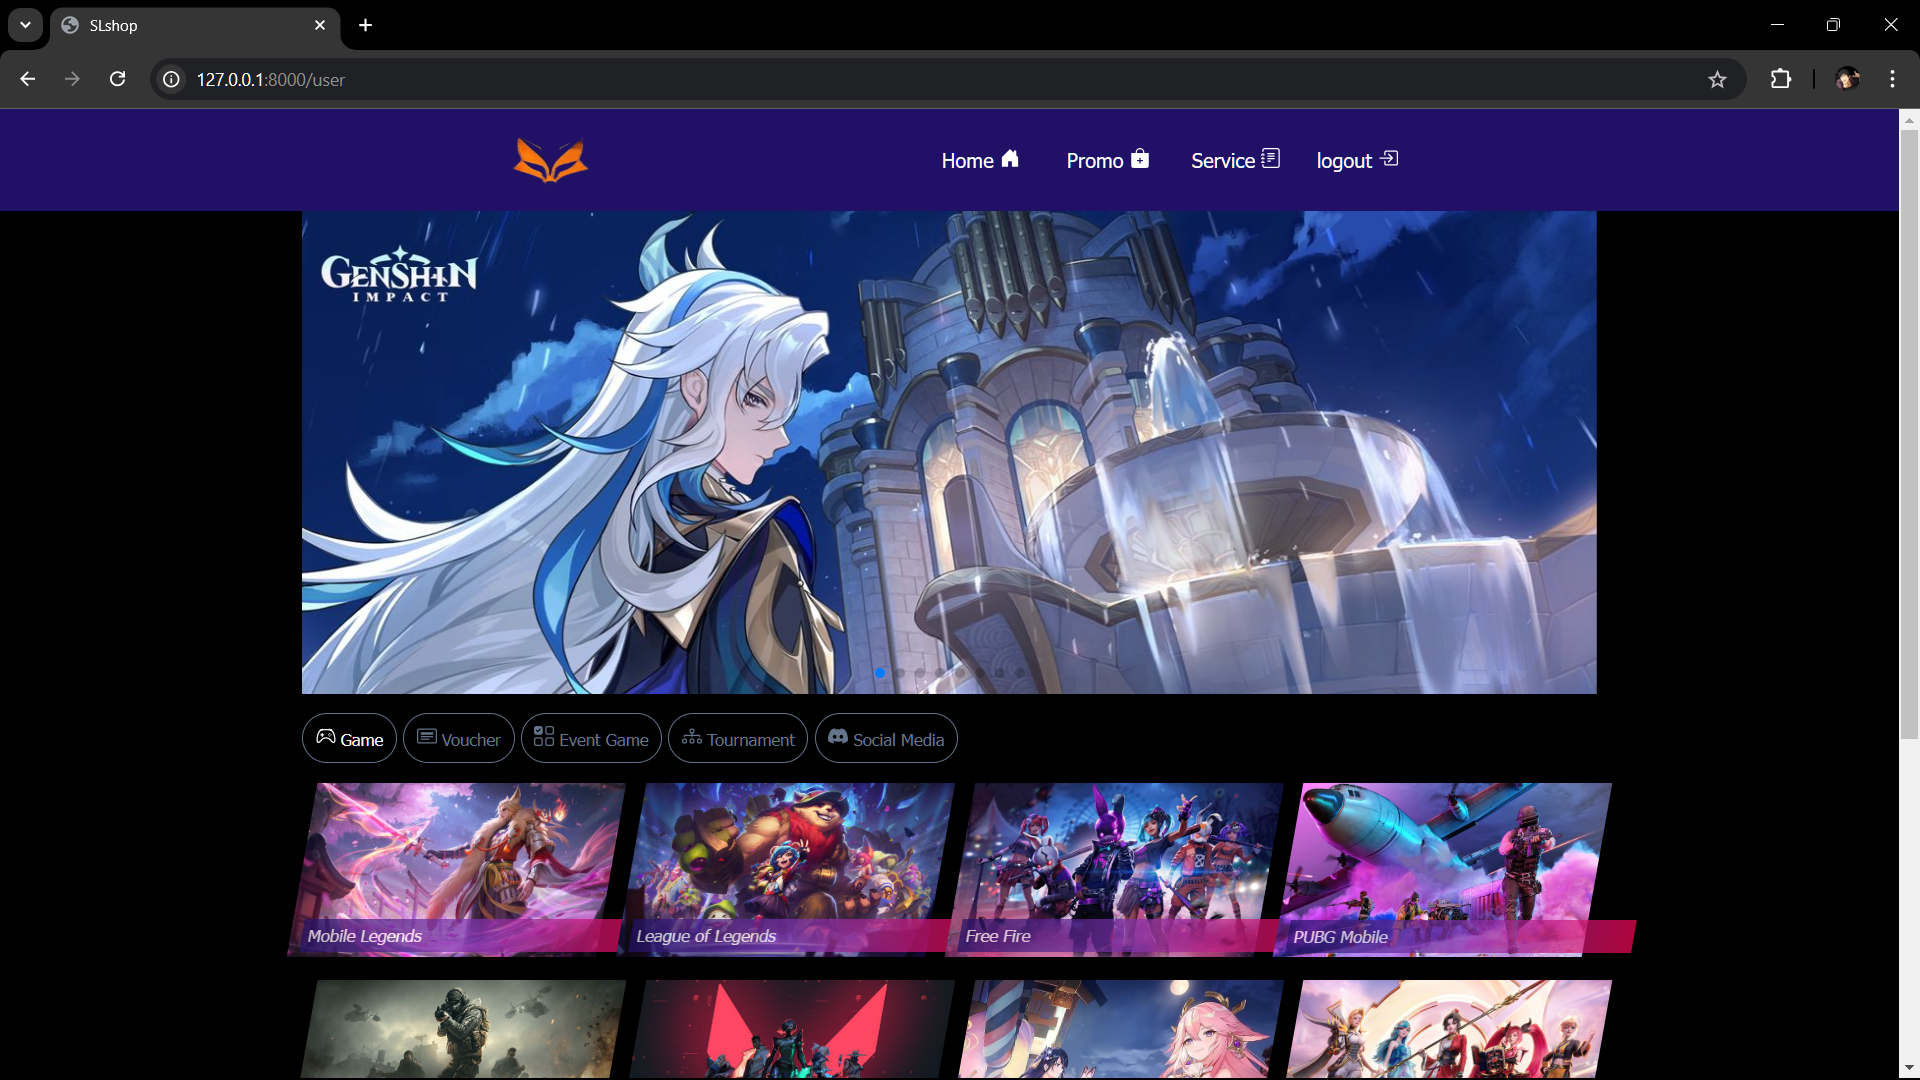 SLshop
127.0.0.1:8000/user
Home
Promo
Service
logout
GENSHIN
IMPACT
Game
Voucher
Event Game
Tournament
Social Media
Mobile Legends
League of Legends
Free Fire
PUBG Mobile